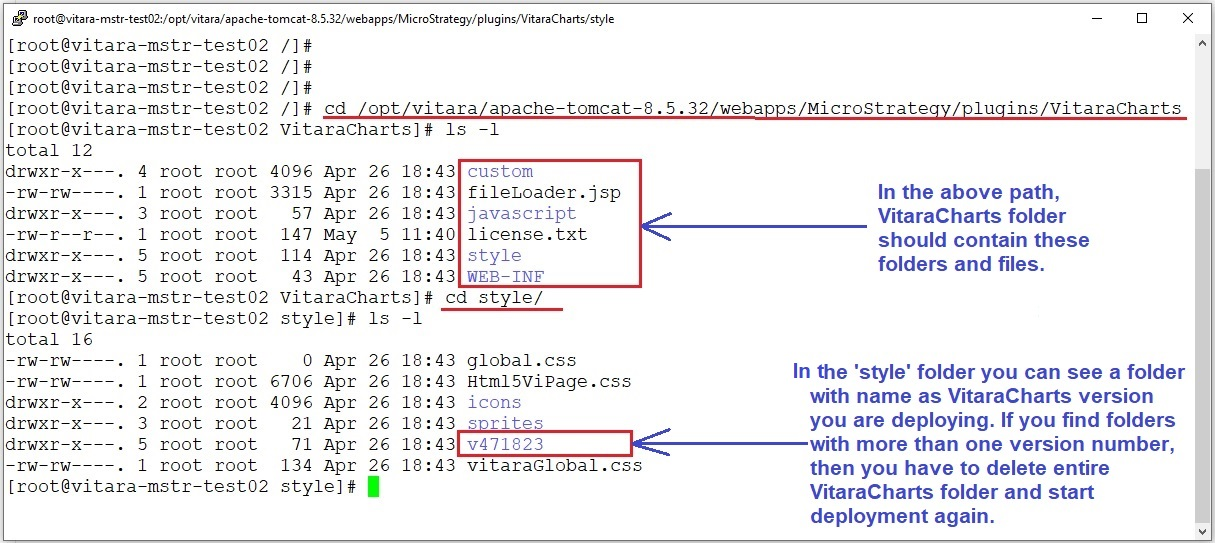 root@vitara-mstr-test02:/opt/vitara/apache-tomcat-8.5.32/webapps/MicroStrategy/plugins/VitaraCharts/style
[root@vitara-mstr-test02 /]#
[root@vitara-mstr-test02 /]#
[root@vitara-mstr-test02 /]#
[root@vitara-mstr-test02 /]# cd /opt/vitara/apache-tomcat-8.5.32/webapps/MicroStrategy/plugins/VitaraCharts
[root@vitara-mstr-test02 VitaraCharts]# ls -l
total 12
drwxr-x---. 4 root root 4096 Apr 26 18:43 custom
-rw-rw----. 1 root root 3315 Apr 26 18:43 fileLoader.jsp
drwxr-x---. 3 root root   57 Apr 26 18:43 javascript
-rw-r--r--. 1 root root  147 May  5 11:40 license.txt
drwxr-x---. 5 root root  114 Apr 26 18:43 style
drwxr-x---. 5 root root   43 Apr 26 18:43 WEB-INF
In the above path,
VitaraCharts folder
should contain these
folders and files.
[root@vitara-mstr-test02 VitaraCharts]# cd style/
[root@vitara-mstr-test02 style]# ls -l
total 16
-rw-rw----. 1 root root    0 Apr 26 18:43 global.css
-rw-rw----. 1 root root 6706 Apr 26 18:43 Html5ViPage.css
drwxr-x---. 2 root root 4096 Apr 26 18:43 icons
drwxr-x---. 3 root root   21 Apr 26 18:43 sprites
drwxr-x---. 5 root root   71 Apr 26 18:43 v471823
-rw-rw----. 1 root root  134 Apr 26 18:43 vitaraGlobal.css
[root@vitara-mstr-test02 style]#
In the 'style' folder you can see a folder
with name as VitaraCharts version
you are deploying. If you find folders
with more than one version number,
then you have to delete entire
VitaraCharts folder and start
deployment again.